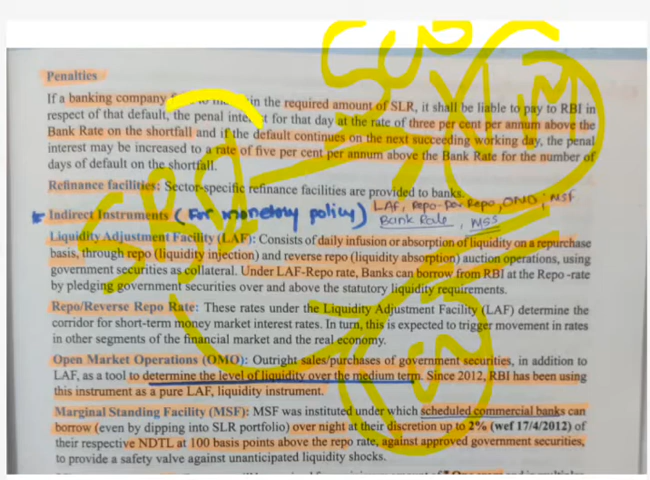 Penalties
If a banking company fails to maintain the required amount of SLR, it shall be liable to pay to RBI in
respect of that default, the penal interest for that day at the rate of three per cent per annum above the
Bank Rate on the shortfall and if the default continues on the next succeeding working day, the penal
interest may be increased to a rate of five per cent per annum above the Bank Rate for the number of
days of default on the shortfall.
Refinance facilities: Sector-specific refinance facilities are provided to banks.
LAF, Repo-Rev Repo, OMO, MSF
Indirect Instruments (For monetary policy) Bank Rate, MSS
Liquidity Adjustment Facility (LAF): Consists of daily infusion or absorption of liquidity on a repurchase
basis, through repo (liquidity injection) and reverse repo (liquidity absorption) auction operations, using
government securities as collateral. Under LAF-Repo rate, Banks can borrow from RBI at the Repo -rate
by pledging government securities over and above the statutory liquidity requirements.
Repo/Reverse Repo Rate: These rates under the Liquidity Adjustment Facility (LAF) determine the
corridor for short-term money market interest rates. In turn, this is expected to trigger movement in rates
in other segments of the financial market and the real economy.
Open Market Operations (OMO): Outright sales/purchases of government securities, in addition to
LAF, as a tool to determine the level of liquidity over the medium term. Since 2012, RBI has been using
this instrument as a pure LAF, liquidity instrument.
Marginal Standing Facility (MSF): MSF was instituted under which scheduled commercial banks can
borrow (even by dipping into SLR portfolio) over night at their discretion up to 2% (wef 17/4/2012) of
their respective NDTL at 100 basis points above the repo rate, against approved government securities,
to provide a safety valve against unanticipated liquidity shocks.